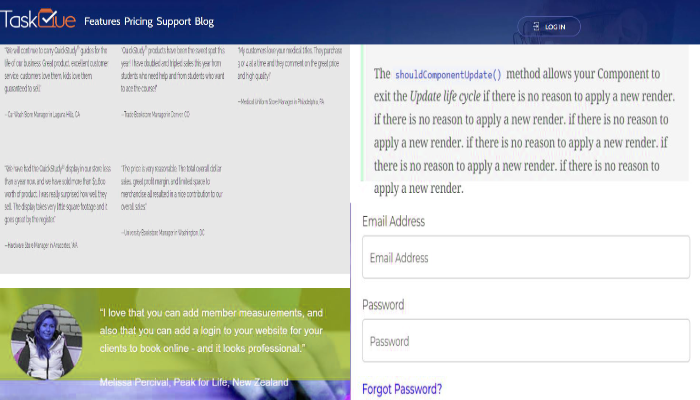 TaskQue Features Pricing Support Blog
LOG IN
"We will continue to carry QuickStudy® guides for the
life of our business. Great product, excellent customer
service, customers love them, kids love them,
guaranteed to sell."
– Car Wash Store Manager in Laguna Hills, CA
"QuickStudy® products have been the event spot this
year! I have doubled and tripled sales this year from
students who need help and from students who want
to ace the course!"
"My customers love your medical titles. They purchase
3 or 4 at a time and they comment on the great price
and high quality."
–Medical Uniform Store Manager in Philadelphia, PA
"We have had the QuickStudy® display in our store less
than a year now, and we have sold more than $1,600
worth of product. I was really surprised how well they
sell. The display takes very little square footage and it
goes great by the register."
–Hardware Store Manager in Anacortes, WA
"The price is very reasonable. The total overall dollar
sales, great profit margin, and limited space to
merchandise all resulted in a nice contribution to our
overall sales."
–University Bookstore Manager in Washington, DC
The shouldComponentUpdate() method allows your Component to
exit the Update life cycle if there is no reason to apply a new render.
if there is no reason to apply a new render. if there is no reason to
apply a new render. if there is no reason to apply a new render. if
there is no reason to apply a new render. if there is no reason to
apply a new render.
Email Address
Email Address
Password
Password
Forgot Password?
"I love that you can add member measurements, and
also that you can add a login to your website for your
clients to book online - and it looks professional."
Melissa Percival, Peak for Life, New Zealand